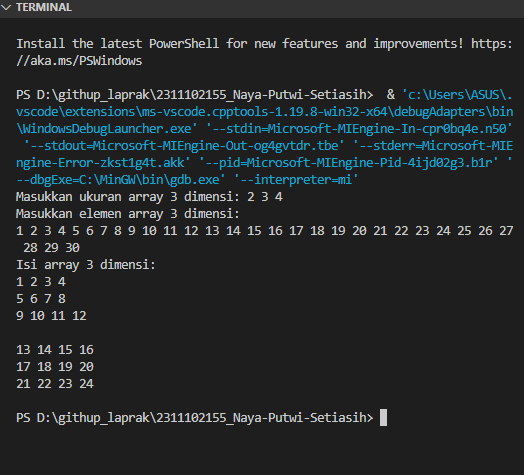 TERMINAL
Install the latest PowerShell for new features and improvements! https:
//aka.ms/PSWindows
PS D:\githup_laprak\2311102155_Naya-Putwi-Setiasih>  & 'c:\Users\ASUS\.
vscode\extensions\ms-vscode.cpptools-1.19.8-win32-x64\debugAdapters\bin
\WindowsDebugLauncher.exe' '--stdin=Microsoft-MIEngine-In-cpr0bq4e.n50'
 '--stdout=Microsoft-MIEngine-Out-og4gvtdr.tbe' '--stderr=Microsoft-MIE
ngine-Error-zkst1g4t.akk' '--pid=Microsoft-MIEngine-Pid-4ijd02g3.b1r' '
--dbgExe=C:\MinGW\bin\gdb.exe' '--interpreter=mi'
Masukkan ukuran array 3 dimensi: 2 3 4
Masukkan elemen array 3 dimensi:
1 2 3 4 5 6 7 8 9 10 11 12 13 14 15 16 17 18 19 20 21 22 23 24 25 26 27
 28 29 30
Isi array 3 dimensi:
1 2 3 4
5 6 7 8
9 10 11 12
13 14 15 16
17 18 19 20
21 22 23 24
PS D:\githup_laprak\2311102155_Naya-Putwi-Setiasih>